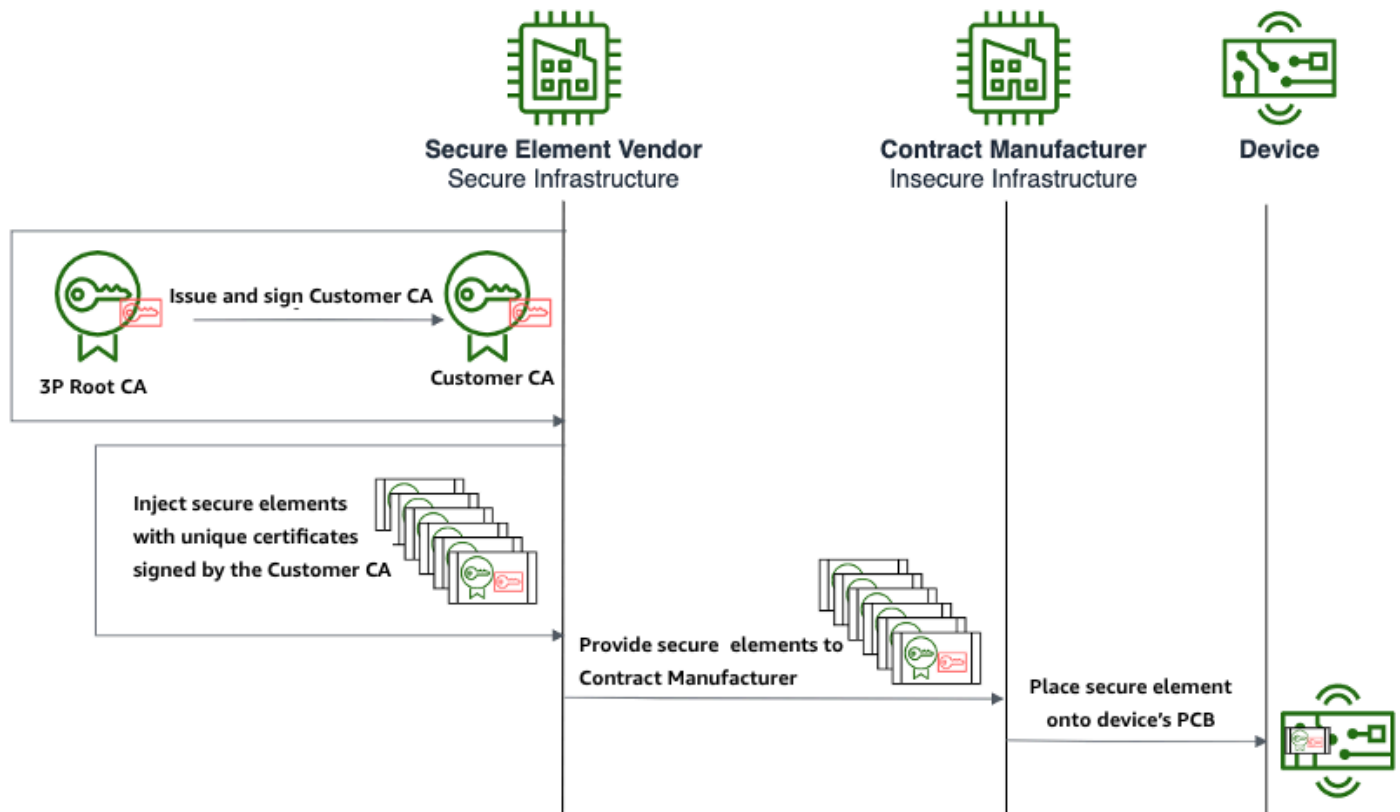 Secure Element Vendor
Secure Infrastructure
Contract Manufacturer
Insecure Infrastructure
Device
Issue and sign Customer CA
3P Root CA
Customer CA
Inject secure elements
with unique certificates
signed by the Customer CA
Provide secure elements to
Contract Manufacturer
Place secure element
onto device's PCB